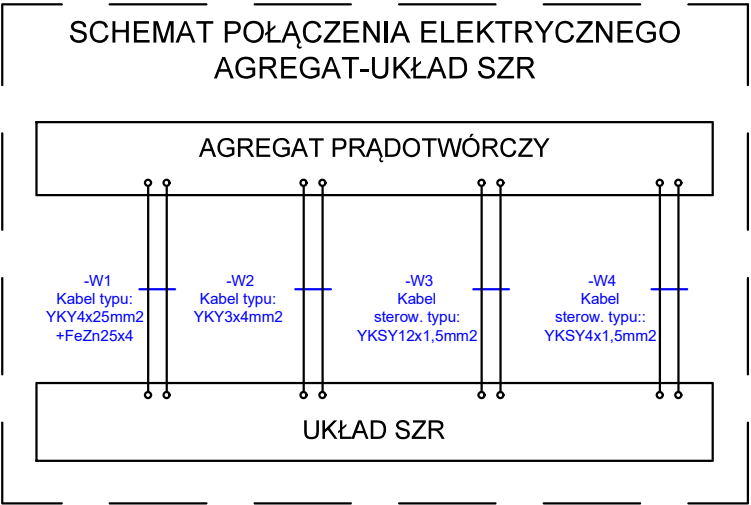 SCHEMAT POŁĄCZENIA ELEKTRYCZNEGO
AGREGAT-UKŁAD SZR
AGREGAT PRĄDOTWÓRCZY
-W1
Kabel typu:
YKY4x25mm2
+FeZn25x4
-W2
Kabel typu:
YKY3x4mm2
-W3
Kabel
sterow. typu:
YKSY12x1,5mm2
-W4
Kabel
sterow. typu::
YKSY4x1,5mm2
UKŁAD SZR